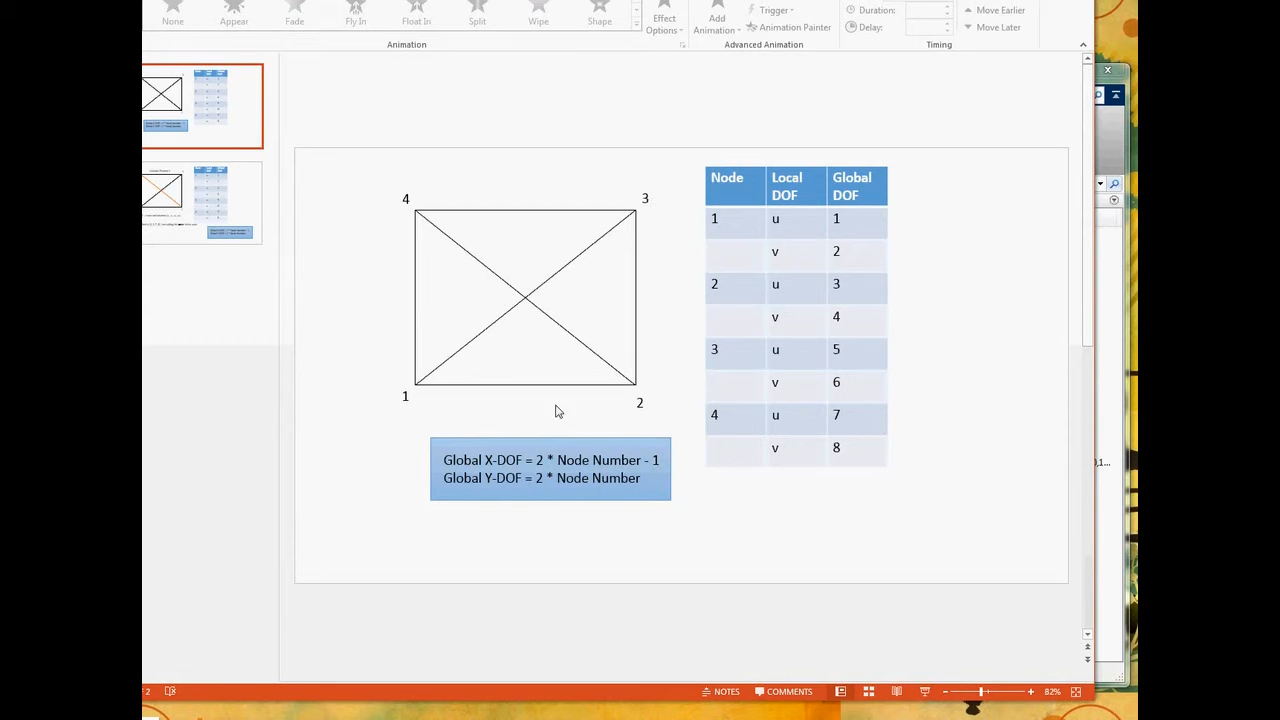 None Appear Fade Fly In Float In Split Wipe Shape
Effect Options
Add Animation
Trigger
Animation Painter
Duration:
Delay:
Move Earlier
Move Later
Animation
Advanced Animation
Timing
4
3
1
2
Global X-DOF = 2 * Node Number - 1
Global Y-DOF = 2 * Node Number
Node Local DOF Global DOF
1 u 1
v 2
2 u 3
v 4
3 u 5
v 6
4 u 7
v 8
),1...
NOTES COMMENTS 82%